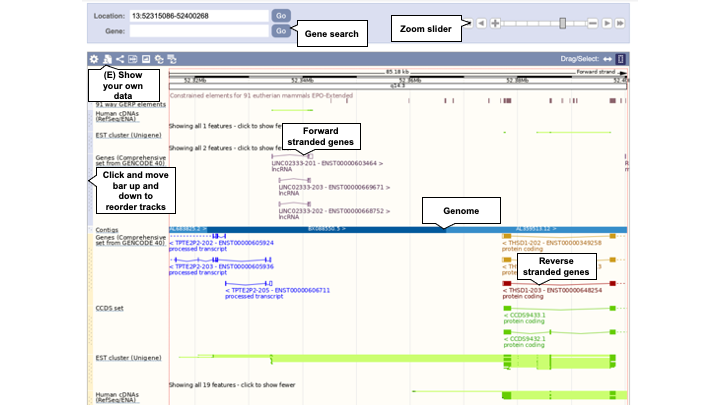 Location: 13:52315086-52400268 Go
Gene: Go
Gene search
Zoom slider
Drag/Select:
(E) Show your own data
85.18 kb Forward strand
52.32Mb 52.34Mb 52.36Mb 52.38Mb
q14.3
Constrained elements for 91 eutherian mammals EPO-Extended
91 way GERP elements
Human cDNAs (RefSeq/ENA)
Showing all 1 features - click to show
EST cluster (Unigene)
Showing all 2 features - click to show
Forward stranded genes
Genes (Comprehensive set from GENCODE 40)
LINC02333-201 - ENST00000603464 >
lncRNA
LINC02333-203 - ENST00000669671 >
lncRNA
LINC02333-202 - ENST00000668752 >
lncRNA
Click and move bar up and down to reorder tracks
Genome
Contigs
AL683825.2 > BX088550.5 > AL359513.12 >
Genes (Comprehensive set from GENCODE 40)
< TPTE2P2-202 - ENST00000605924
processed transcript
< THSD1-202 - ENST00000349258
protein coding
< TPTE2P2-203 - ENST00000605936
processed transcript
Reverse stranded genes
< TPTE2P2-205 - ENST00000606711
processed transcript
< THSD1-203 - ENST00000648254
protein coding
CCDS set
< CCDS9433.1
protein coding
< CCDS9432.1
protein coding
EST cluster (Unigene)
Showing all 19 features - click to show fewer
Human cDNAs (RefSeq/ENA)